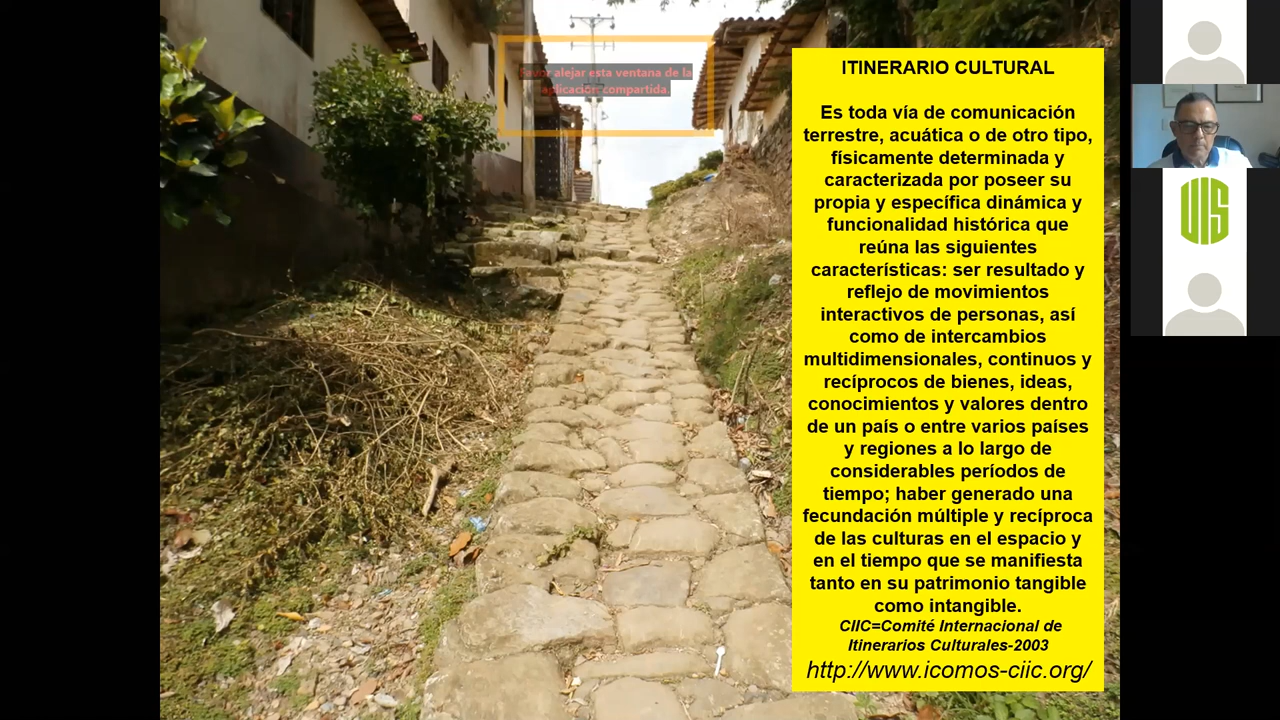 Favor alejar esta ventana de la
aplicación compartida.
ITINERARIO CULTURAL
Es toda vía de comunicación
terrestre, acuática o de otro tipo,
físicamente determinada y
caracterizada por poseer su
propia y específica dinámica y
funcionalidad histórica que
reúna las siguientes
características: ser resultado y
reflejo de movimientos
interactivos de personas, así
como de intercambios
multidimensionales, continuos y
recíprocos de bienes, ideas,
conocimientos y valores dentro
de un país o entre varios países
y regiones a lo largo de
considerables períodos de
tiempo; haber generado una
fecundación múltiple y recíproca
de las culturas en el espacio y
en el tiempo que se manifiesta
tanto en su patrimonio tangible
como intangible.
CIIC=Comité Internacional de
Itinerarios Culturales-2003
http://www.icomos-ciic.org/
UIS